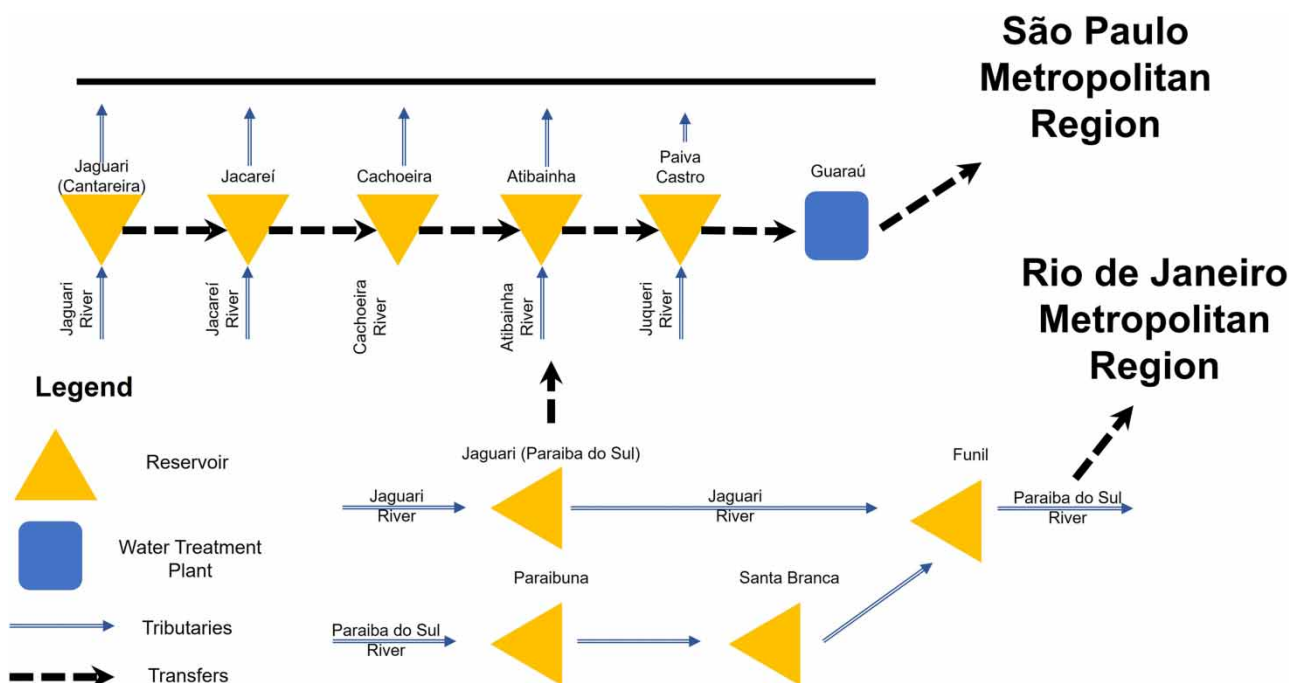 São Paulo
Metropolitan
Region
Jaguari
(Cantareira)
Jacareí
Cachoeira
Atibainha
Paiva
Castro
Guaraú
Jaguari
River
Jacareí
River
Cachoeira
River
Atibainha
River
Juqueri
River
Rio de Janeiro
Metropolitan
Region
Legend
Reservoir
Water Treatment
Plant
Tributaries
Transfers
Jaguari (Paraiba do Sul)
Jaguari
River
Jaguari
River
Funil
Paraiba do Sul
River
Paraibuna
Santa Branca
Paraiba do Sul
River